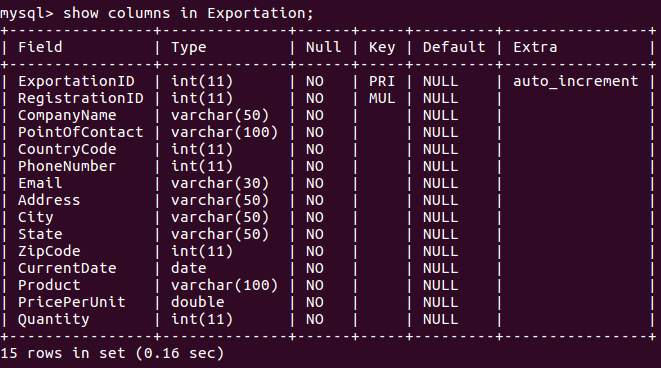 mysql> show columns in Exportation;
+----------------+--------------+------+-----+---------+----------------+
| Field          | Type         | Null | Key | Default | Extra          |
+----------------+--------------+------+-----+---------+----------------+
| ExportationID  | int(11)      | NO   | PRI | NULL    | auto_increment |
| RegistrationID | int(11)      | NO   | MUL | NULL    |                |
| CompanyName    | varchar(50)  | NO   |     | NULL    |                |
| PointOfContact | varchar(100) | NO   |     | NULL    |                |
| CountryCode    | int(11)      | NO   |     | NULL    |                |
| PhoneNumber    | int(11)      | NO   |     | NULL    |                |
| Email          | varchar(30)  | NO   |     | NULL    |                |
| Address        | varchar(50)  | NO   |     | NULL    |                |
| City           | varchar(50)  | NO   |     | NULL    |                |
| State          | varchar(50)  | NO   |     | NULL    |                |
| ZipCode        | int(11)      | NO   |     | NULL    |                |
| CurrentDate    | date         | NO   |     | NULL    |                |
| Product        | varchar(100) | NO   |     | NULL    |                |
| PricePerUnit   | double       | NO   |     | NULL    |                |
| Quantity       | int(11)      | NO   |     | NULL    |                |
+----------------+--------------+------+-----+---------+----------------+
15 rows in set (0.16 sec)